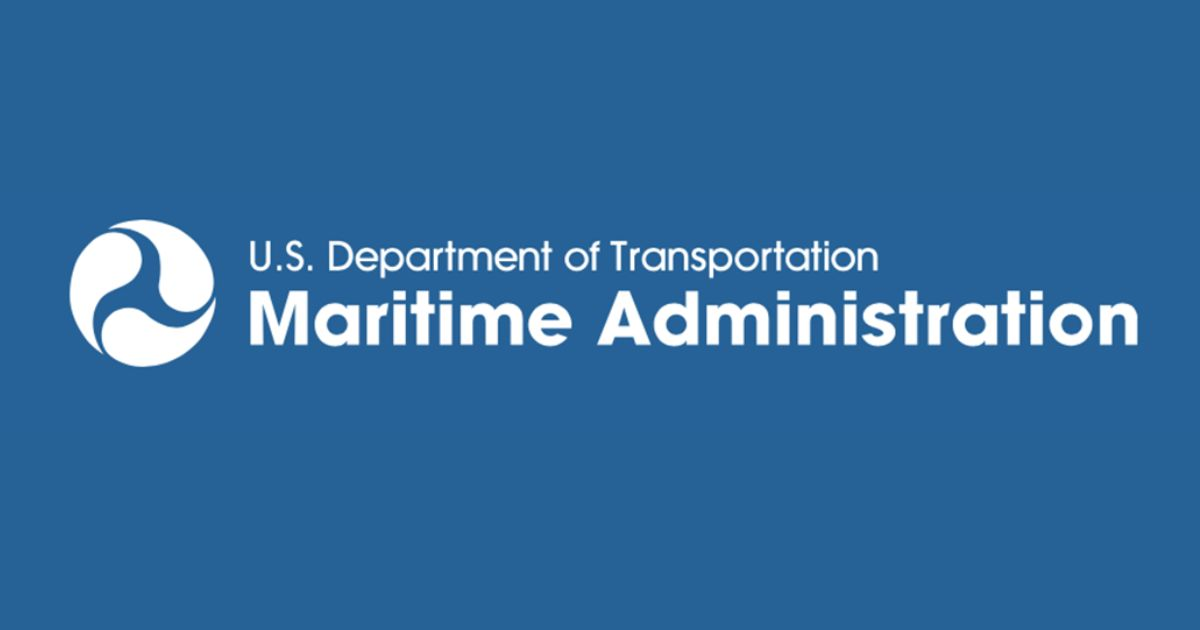 U.S. Department of Transportation
Maritime Administration